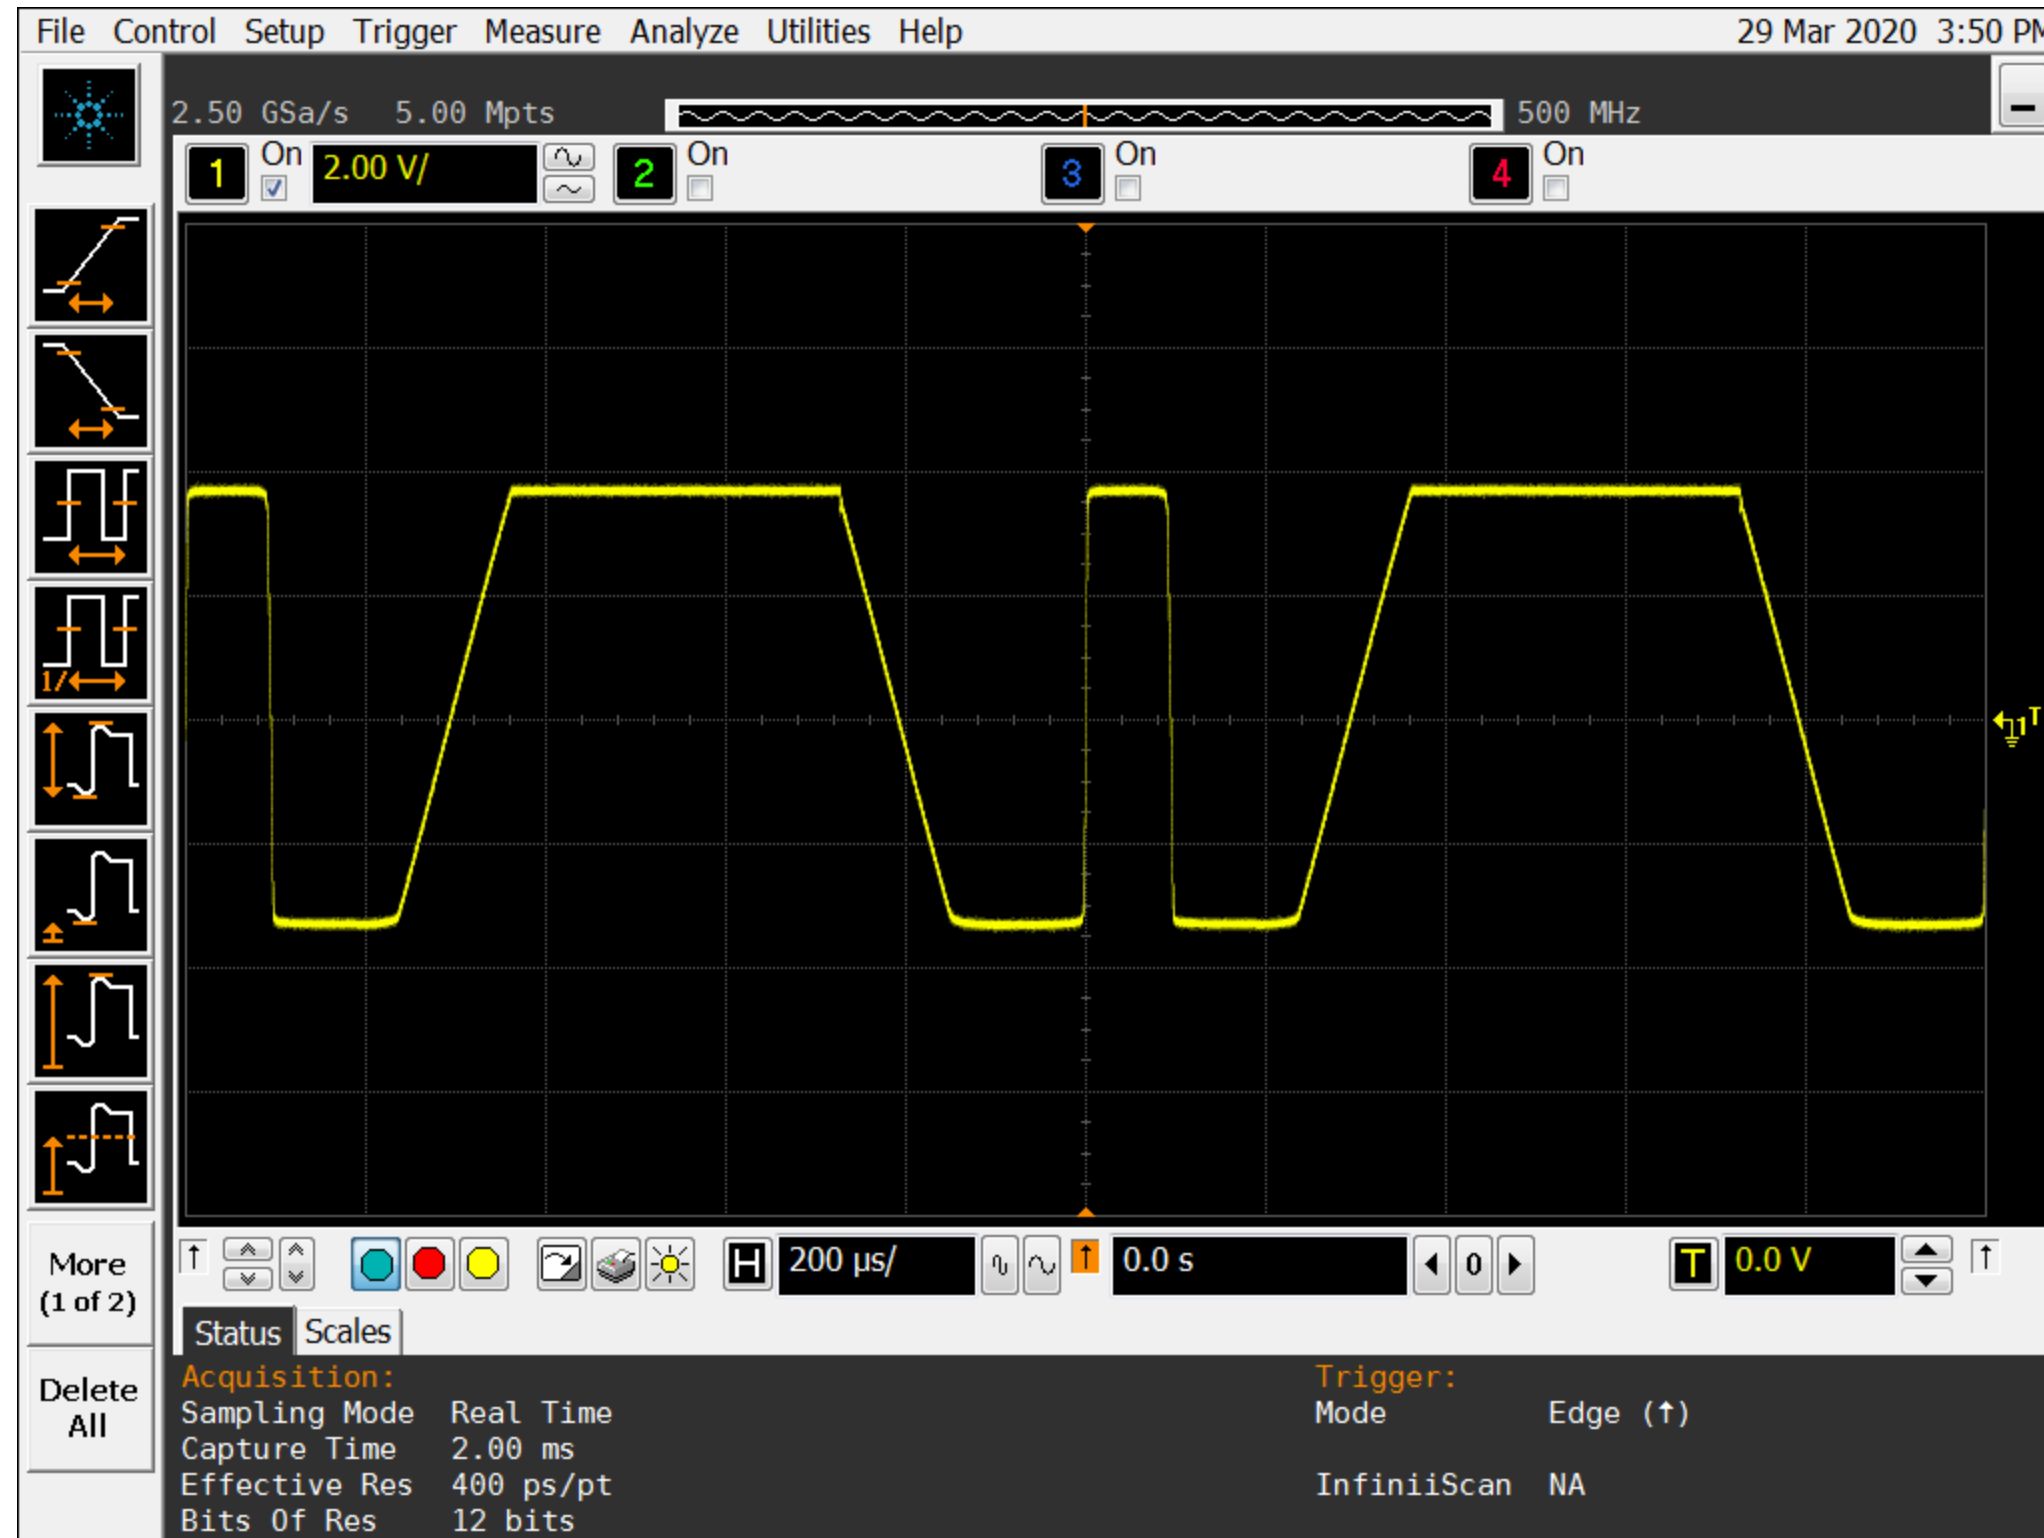 File Control Setup Trigger Measure Analyze Utilities Help 29 Mar 2020 3:50 PM
2.50 GSa/s 5.00 Mpts 500 MHz
1 On 2.00 V/ 2 On 3 On 4 On
1/
1 T
More
(1 of 2)
Delete
All
H 200 µs/ 0.0 s 0 T 0.0 V
Status Scales
Acquisition: Trigger:
Sampling Mode Real Time Mode Edge (↑)
Capture Time 2.00 ms
Effective Res 400 ps/pt InfiniiScan NA
Bits Of Res 12 bits